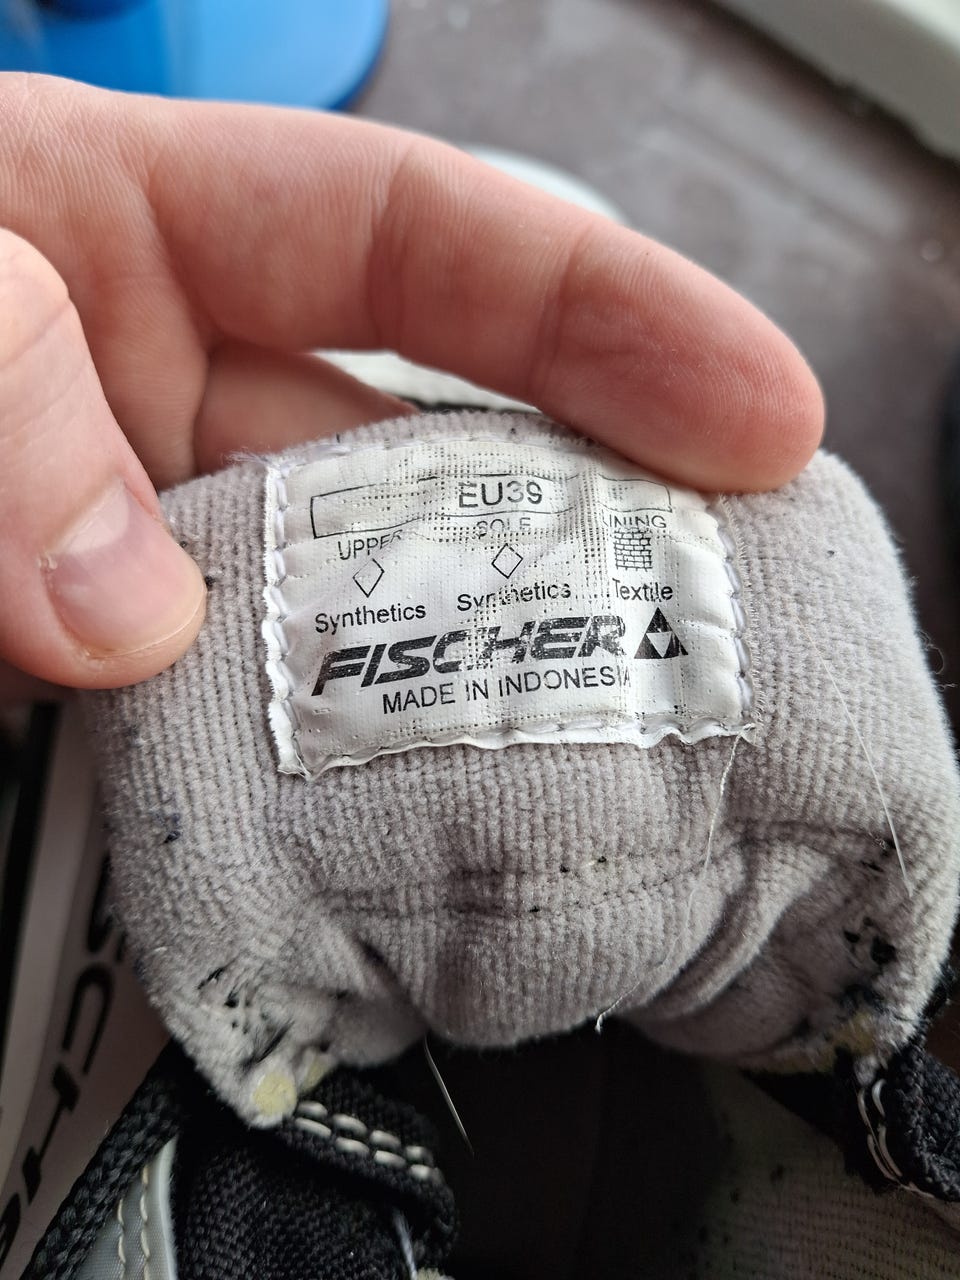 EU39
UPPER SOLE LINING
Synthetics Synthetics Textile
FISCHER
MADE IN INDONESIA